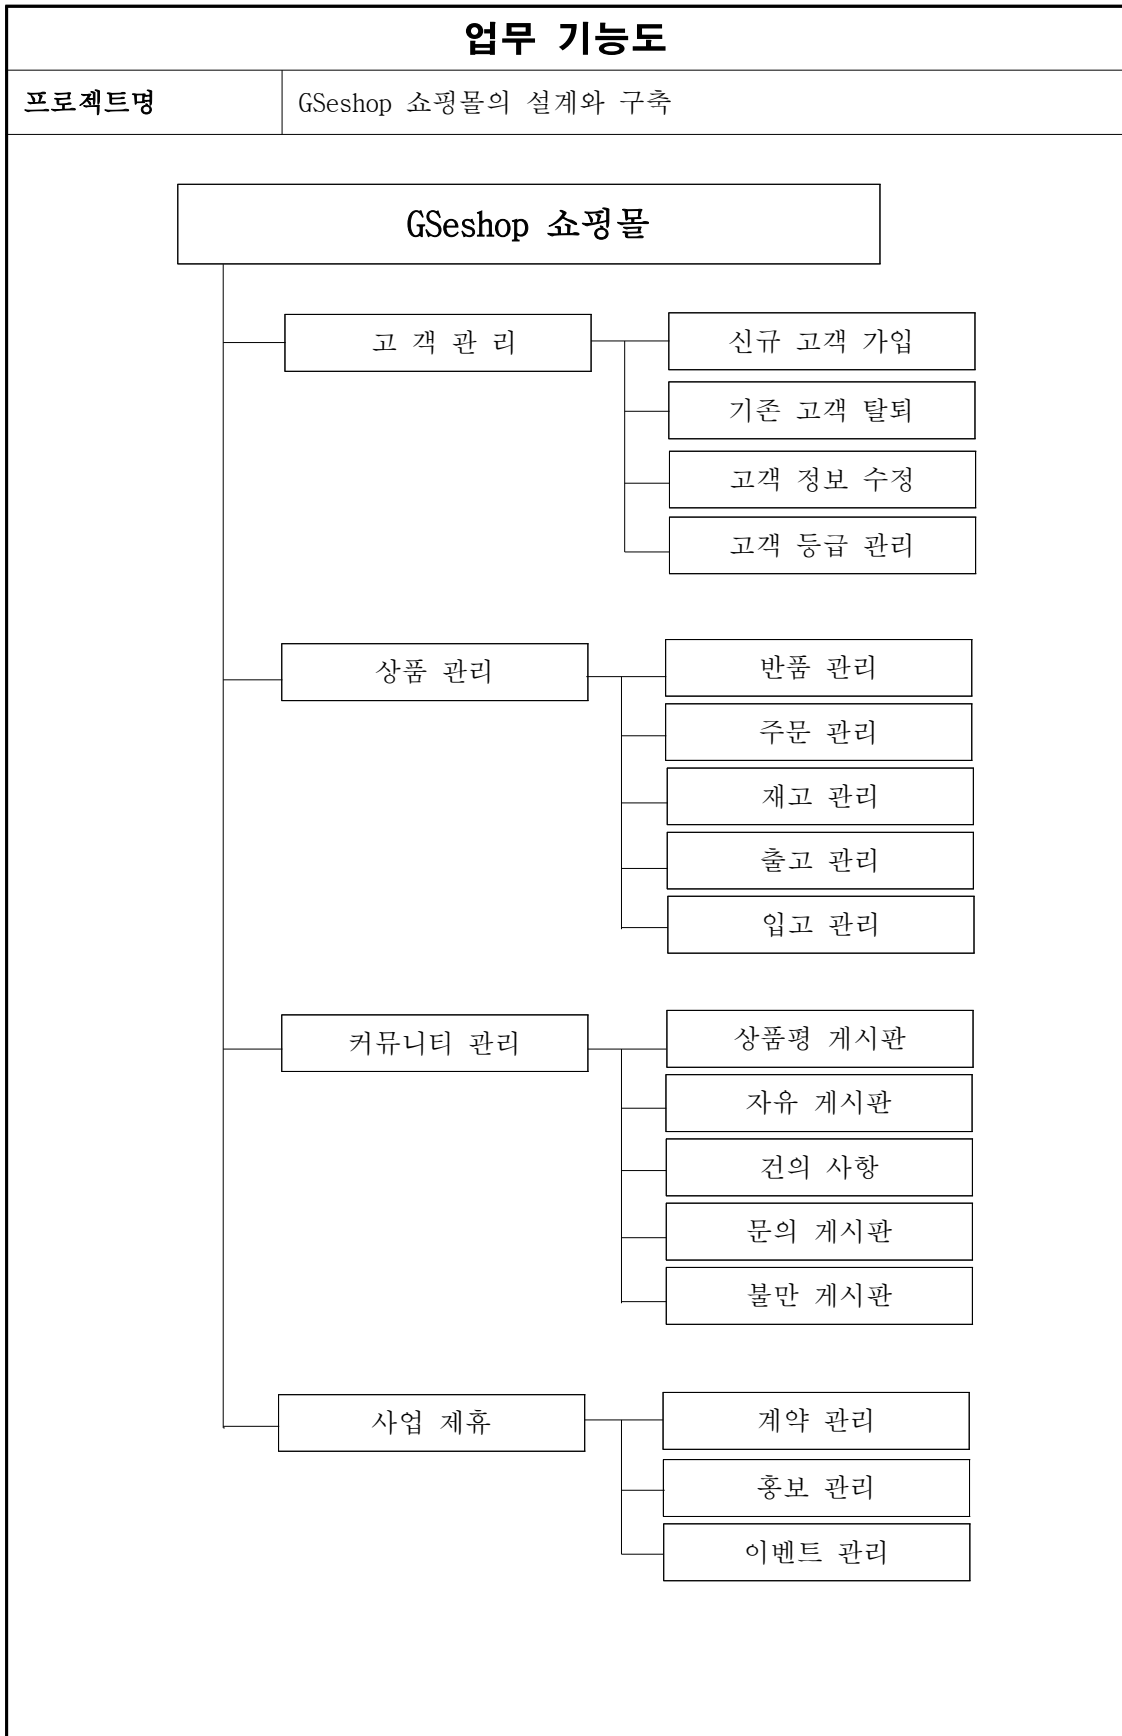 업무 기능도
프로젝트명
GSeshop 쇼핑몰의 설계와 구축
GSeshop 쇼핑몰
고 객 관 리
신규 고객 가입
기존 고객 탈퇴
고객 정보 수정
고객 등급 관리
상품 관리
반품 관리
주문 관리
재고 관리
출고 관리
입고 관리
커뮤니티 관리
상품평 게시판
자유 게시판
건의 사항
문의 게시판
불만 게시판
사업 제휴
계약 관리
홍보 관리
이벤트 관리